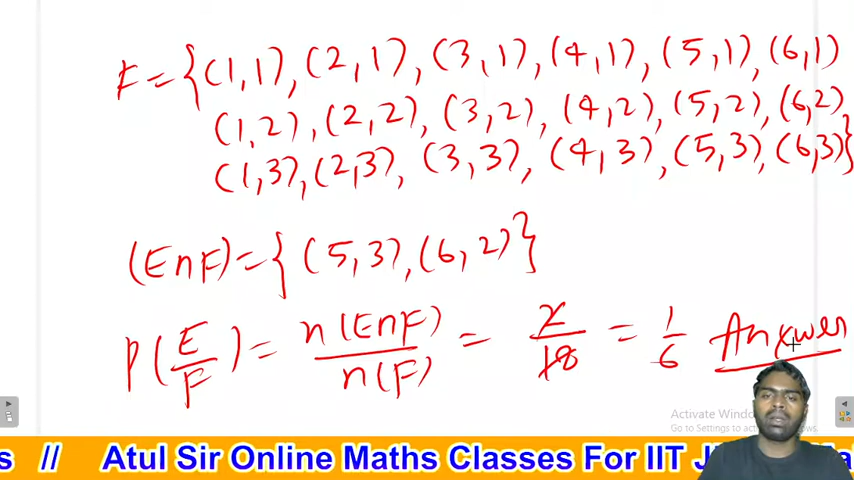 F = {(1,1), (2,1), (3,1), (4,1), (5,1), (6,1)
(1,2), (2,2), (3,2), (4,2), (5,2), (6,2),
(1,3), (2,3), (3,3), (4,3), (5,3), (6,3)}
(E∩F) = {(5,3), (6,2)}
P(E/F) = n(E∩F)/n(F) = 2/18 = 1/6 Answer
Activate Windo
Go to Settings to activ
s // Atul Sir Online Maths Classes For IIT J